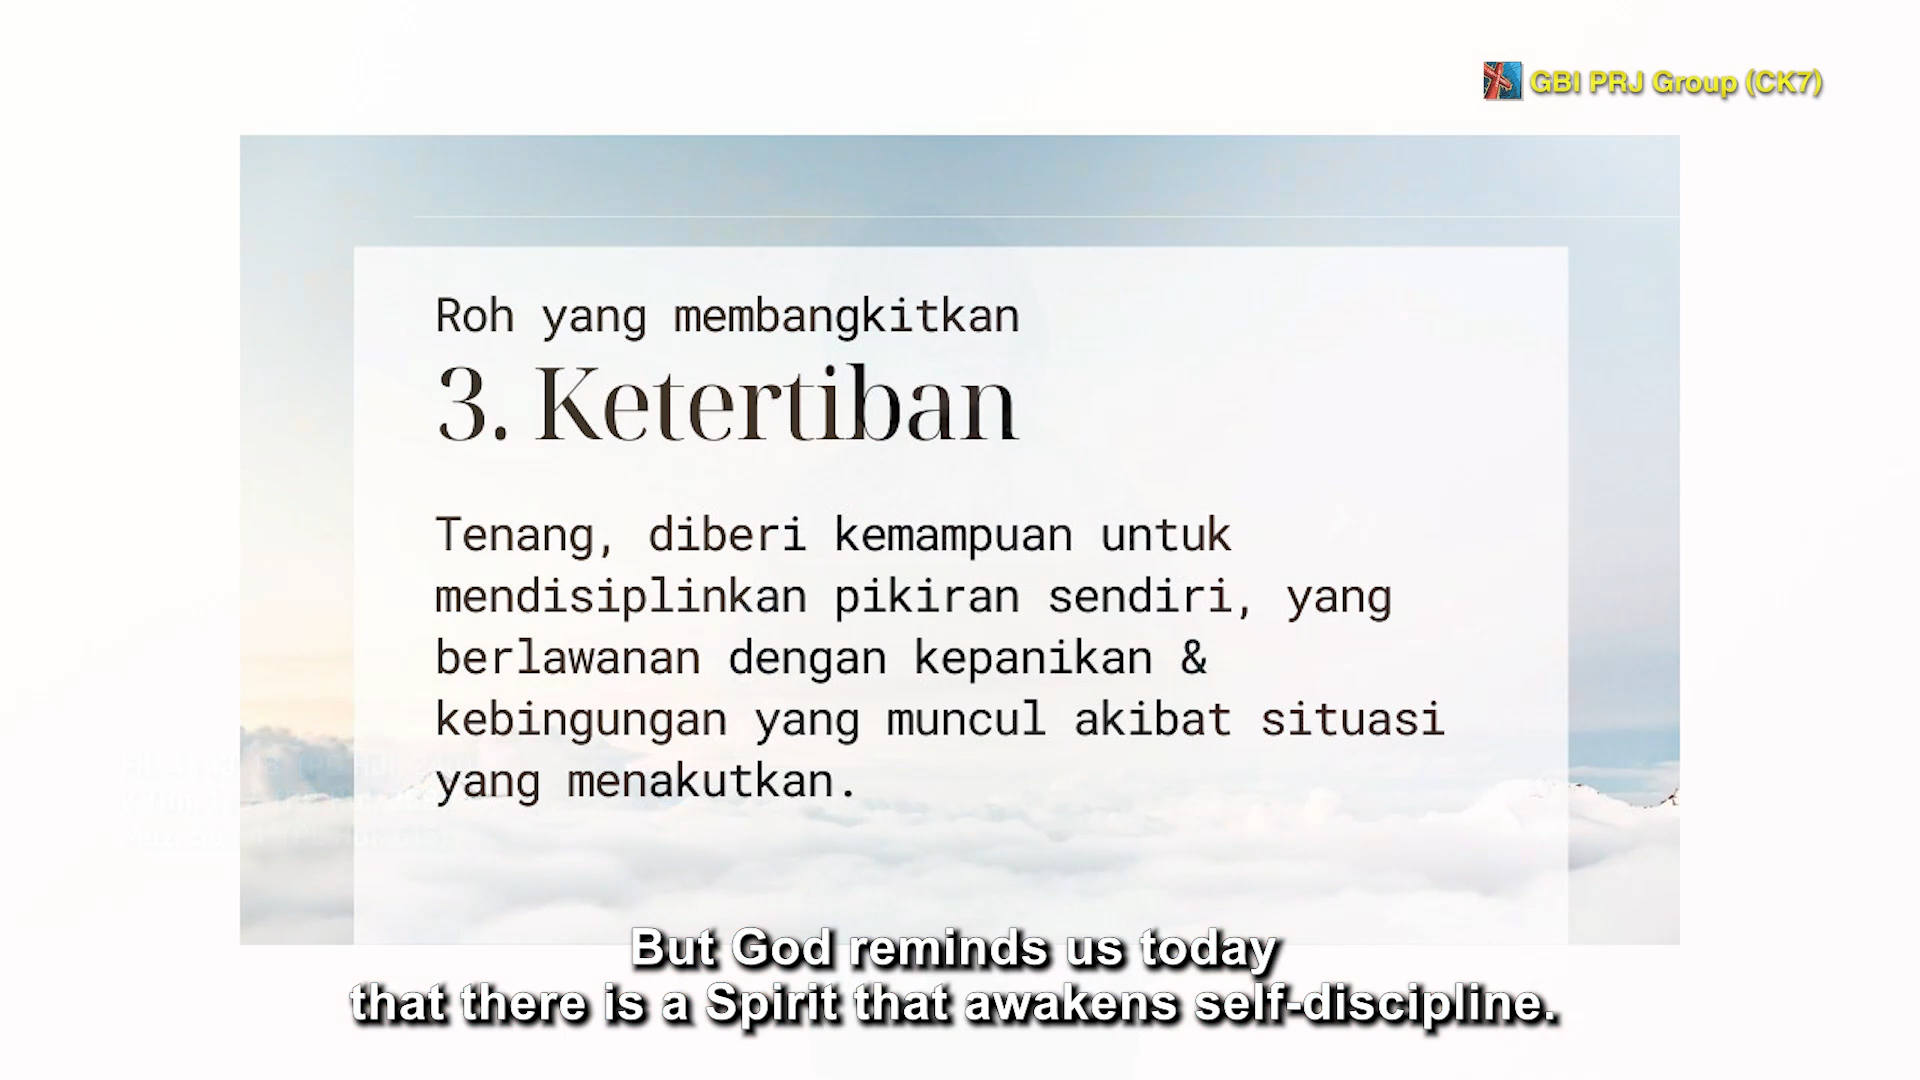 GBI PRJ Group (CK7)
Roh yang membangkitkan
3. Ketertiban
Tenang, diberi kemampuan untuk
mendisiplinkan pikiran sendiri, yang
berlawanan dengan kepanikan &
kebingungan yang muncul akibat situasi
yang menakutkan.
But God reminds us today
that there is a Spirit that awakens self-discipline.